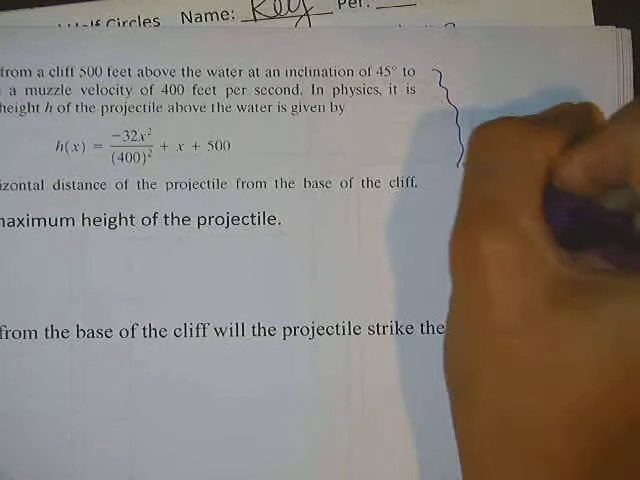 Circles Name: Key Per.
from a cliff 500 feet above the water at an inclination of 45° to
a muzzle velocity of 400 feet per second. In physics, it is
height h of the projectile above the water is given by
h(x) = −32x² / (400)² + x + 500
izontal distance of the projectile from the base of the cliff.
naximum height of the projectile.
from the base of the cliff will the projectile strike the